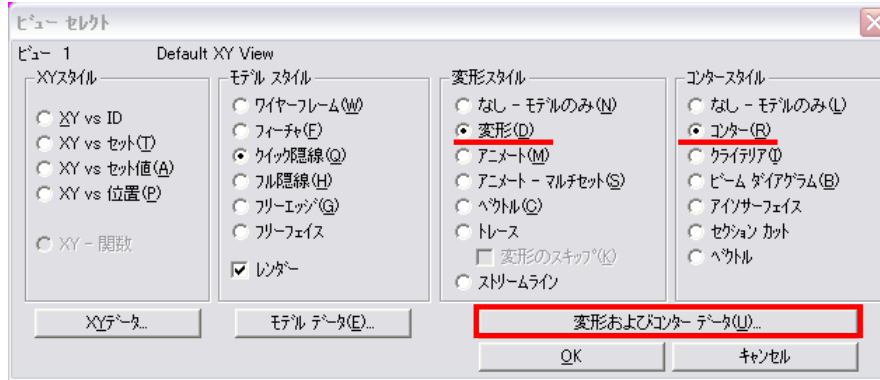 ビュー セレクト
ビュー 1 Default XY View
XYスタイル
XY vs ID
XY vs セット(T)
XY vs セット値(A)
XY vs 位置(P)
XY - 関数
モデル スタイル
ワイヤーフレーム(W)
フィーチャ(F)
クイック隠線(Q)
フル隠線(H)
フリーエッジ(G)
フリーフェイス
レンダー
変形スタイル
なし - モデルのみ(N)
変形(D)
アニメート(M)
アニメート - マルチセット(S)
ベクトル(C)
トレース
変形のスキップ(K)
ストリームライン
コンタースタイル
なし - モデルのみ(L)
コンター(R)
クライテリア(I)
ビーム ダイアグラム(B)
アイソサーフェイス
セクション カット
ベクトル
XYデータ...
モデル データ(E)...
変形およびコンター データ(U)...
OK
キャンセル